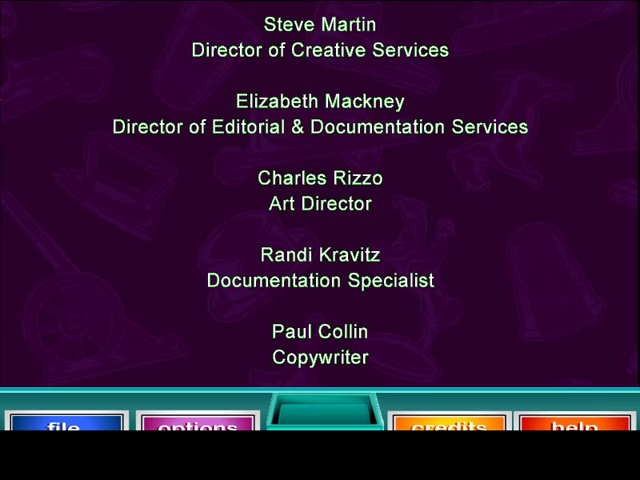 Steve Martin
Director of Creative Services
Elizabeth Mackney
Director of Editorial & Documentation Services
Charles Rizzo
Art Director
Randi Kravitz
Documentation Specialist
Paul Collin
Copywriter
file options credits help